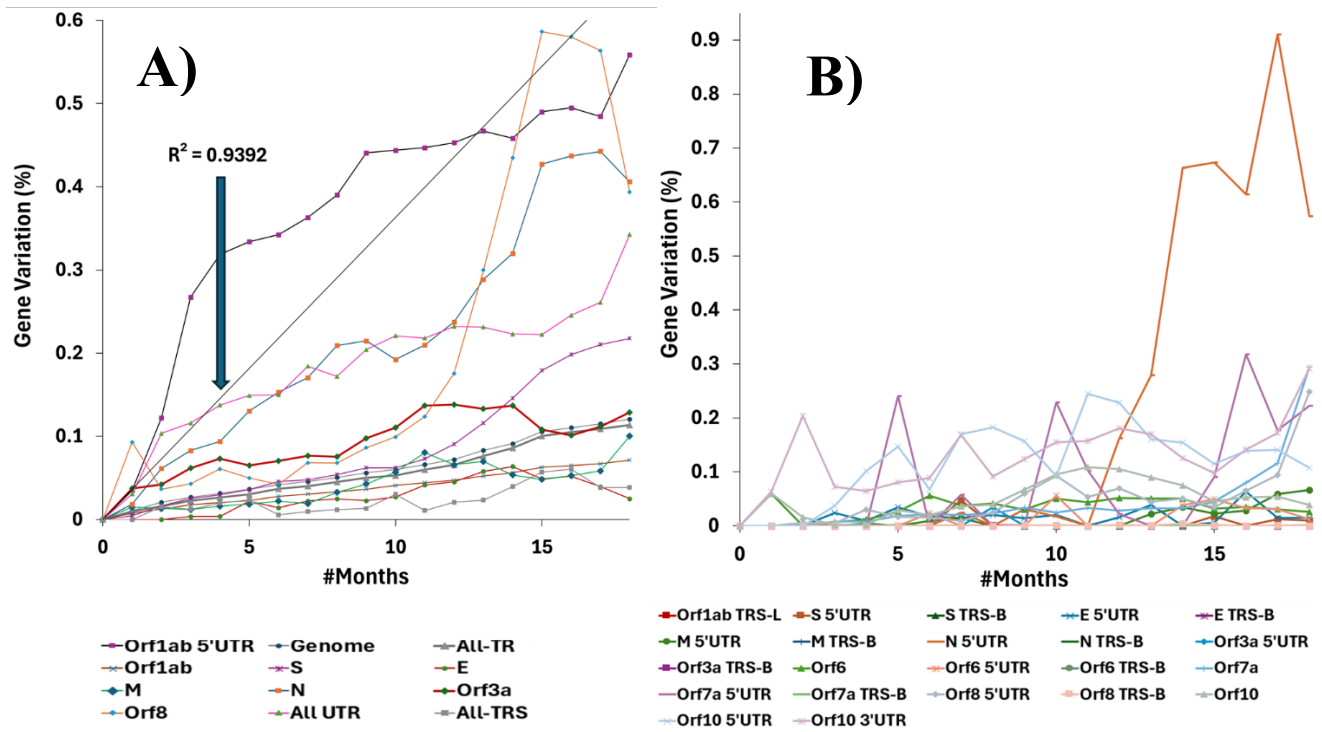 A)
0.6
0.5
0.4
0.3
0.2
0.1
0
Gene Variation (%)
R² = 0.9392
0 5 10 15
#Months
Orf1ab 5'UTR Genome All-TR
Orf1ab S E
M N Orf3a
Orf8 All UTR All-TRS
B)
0.9
0.8
0.7
0.6
0.5
0.4
0.3
0.2
0.1
0
Gene Variation (%)
0 5 10 15
#Months
Orf1ab TRS-L S 5'UTR S TRS-B E 5'UTR E TRS-B
M 5'UTR M TRS-B N 5'UTR N TRS-B Orf3a 5'UTR
Orf3a TRS-B Orf6 Orf6 5'UTR Orf6 TRS-B Orf7a
Orf7a 5'UTR Orf7a TRS-B Orf8 5'UTR Orf8 TRS-B Orf10
Orf10 5'UTR Orf10 3'UTR